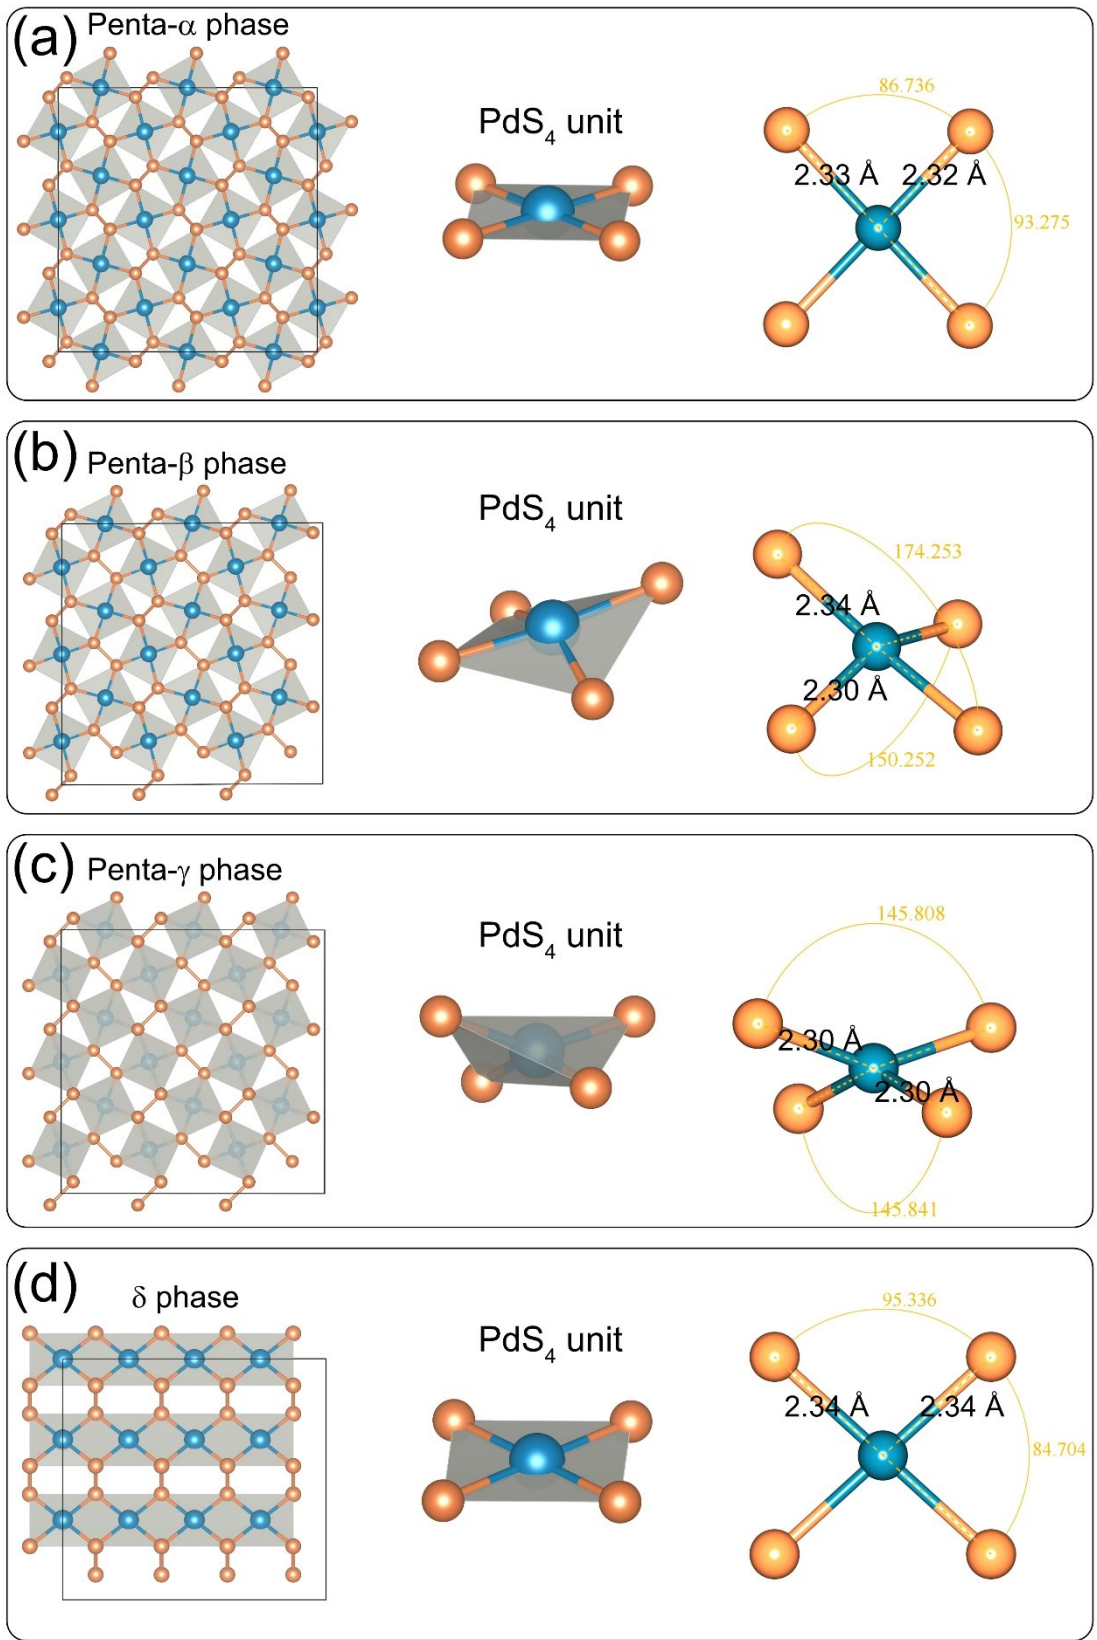 (a) Penta-α phase
PdS₄ unit
86.736
2.33 Å 2.32 Å
93.275
(b) Penta-β phase
PdS₄ unit
174.253
2.34 Å
2.30 Å
150.252
(c) Penta-γ phase
PdS₄ unit
145.808
2.30 Å
2.30 Å
145.841
(d) δ phase
PdS₄ unit
95.336
2.34 Å 2.34 Å
84.704